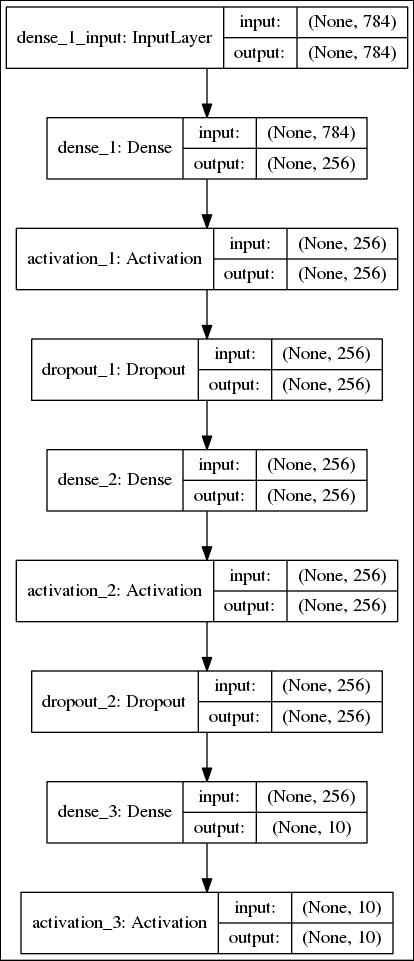 dense_1_input: InputLayer
input: (None, 784)
output: (None, 784)
dense_1: Dense
input: (None, 784)
output: (None, 256)
activation_1: Activation
input: (None, 256)
output: (None, 256)
dropout_1: Dropout
input: (None, 256)
output: (None, 256)
dense_2: Dense
input: (None, 256)
output: (None, 256)
activation_2: Activation
input: (None, 256)
output: (None, 256)
dropout_2: Dropout
input: (None, 256)
output: (None, 256)
dense_3: Dense
input: (None, 256)
output: (None, 10)
activation_3: Activation
input: (None, 10)
output: (None, 10)